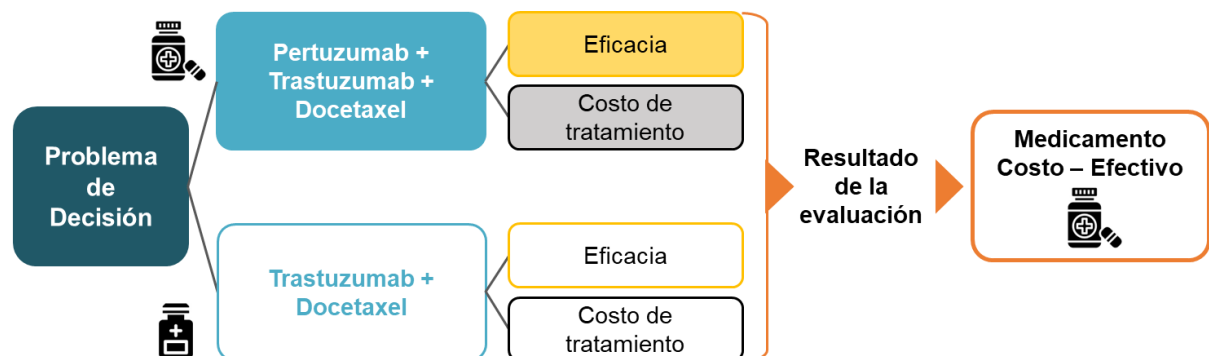 Problema
de
Decisión
Pertuzumab +
Trastuzumab +
Docetaxel
Eficacia
Costo de
tratamiento
Trastuzumab +
Docetaxel
Eficacia
Costo de
tratamiento
Resultado
de la
evaluación
Medicamento
Costo – Efectivo